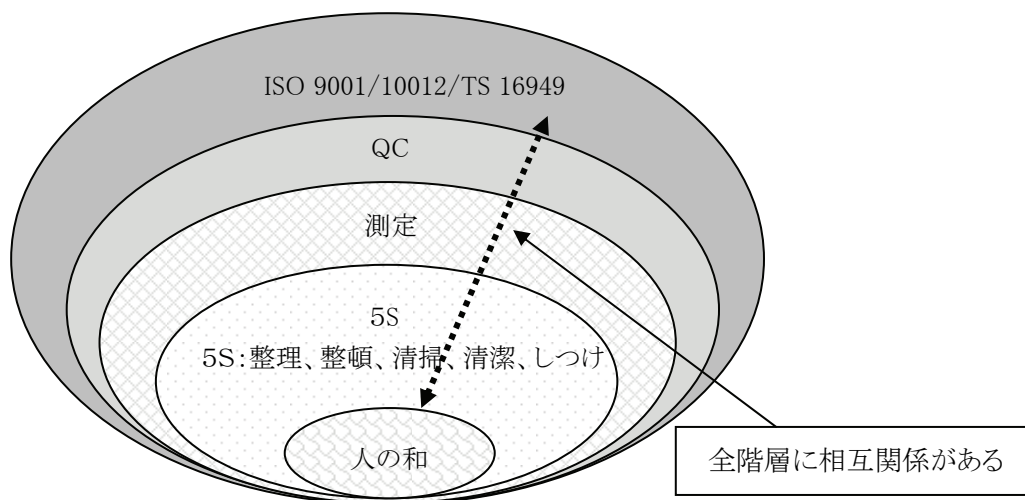 ISO 9001/10012/TS 16949
QC
測定
5S
5S:整理、整頓、清掃、清潔、しつけ
人の和
全階層に相互関係がある